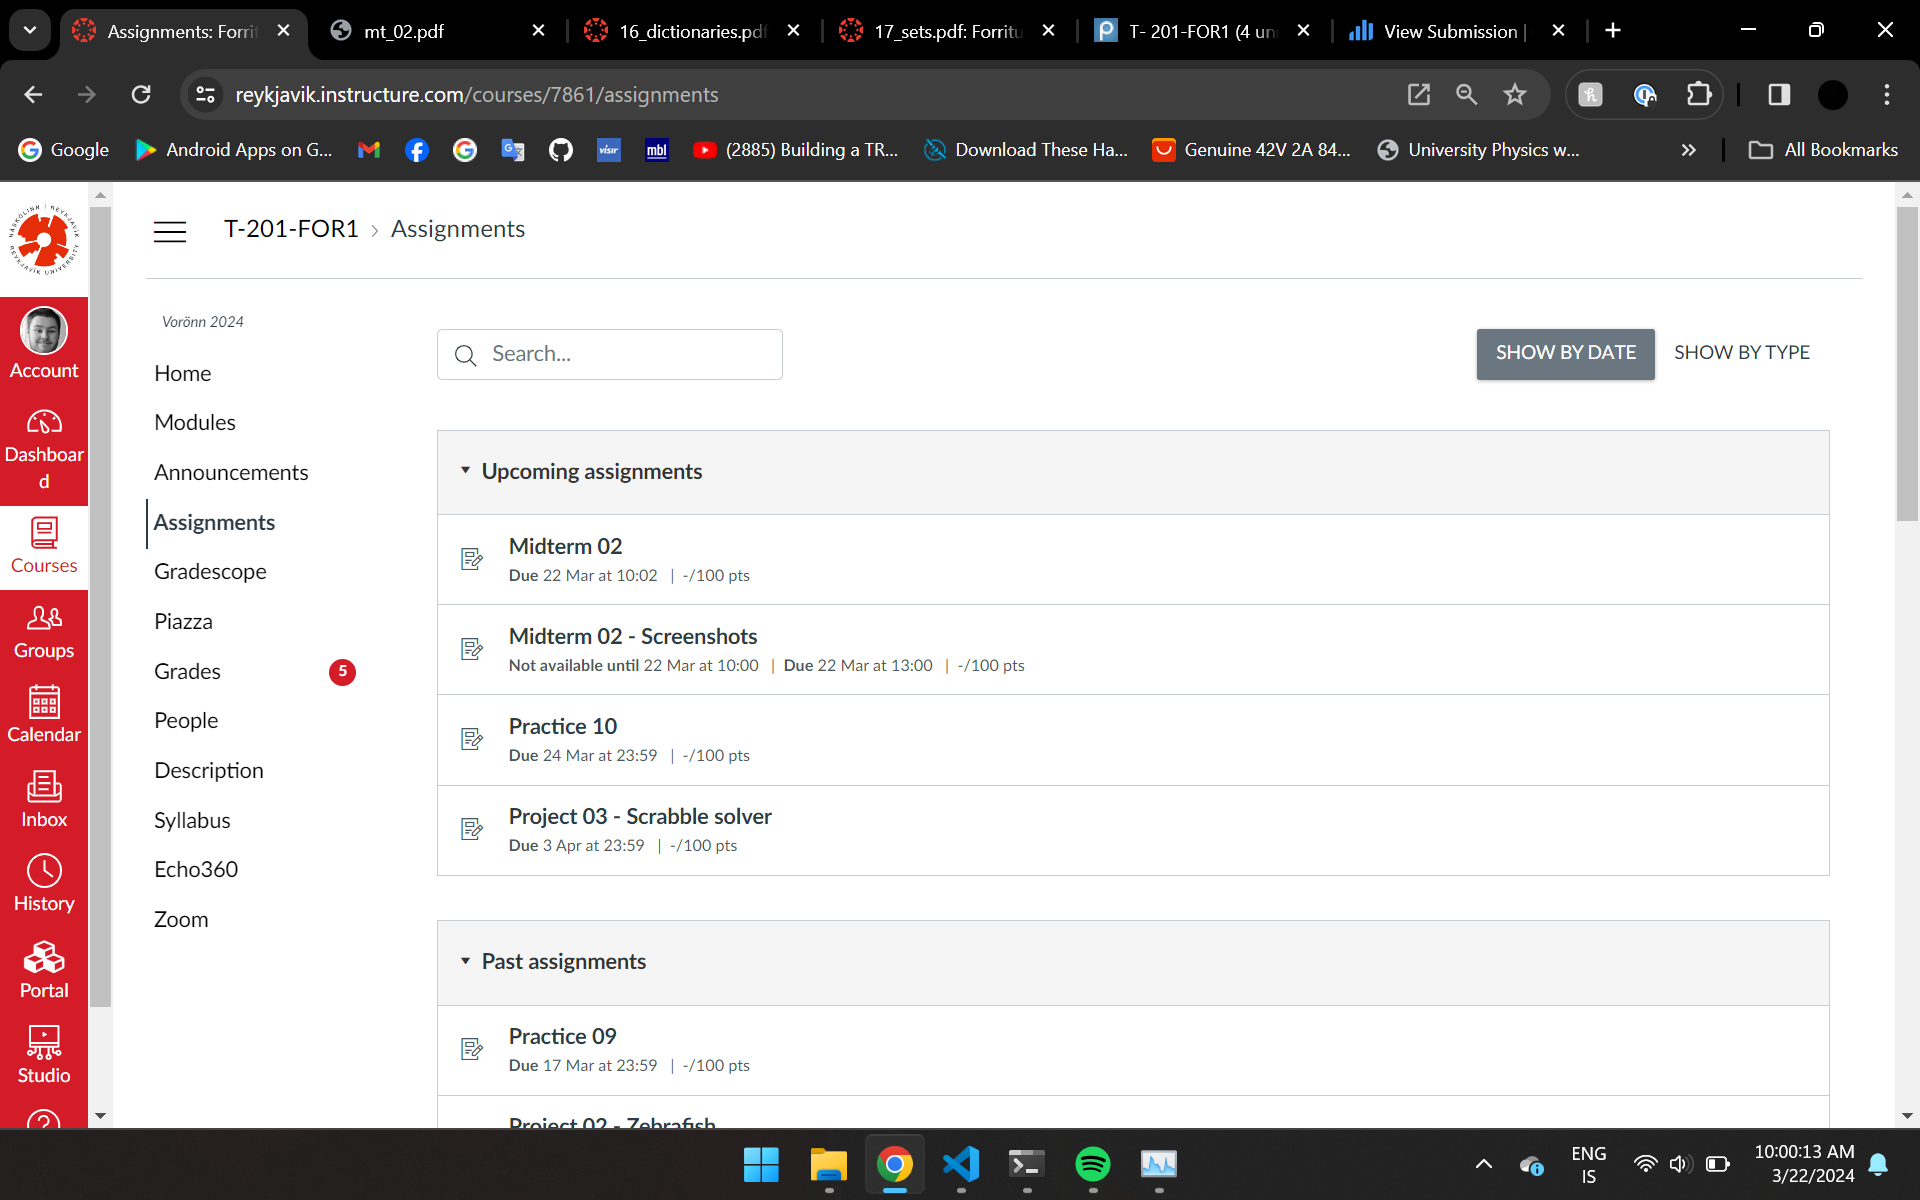 Assignments: Forrit
mt_02.pdf
16_dictionaries.pdf
17_sets.pdf: Forritu
T- 201-FOR1 (4 un
View Submission |
reykjavik.instructure.com/courses/7861/assignments
Google
Android Apps on G...
visir
mbl
(2885) Building a TR...
Download These Ha...
Genuine 42V 2A 84...
University Physics w...
All Bookmarks
HÁSKÓLINN Í REYKJAVÍK
REYKJAVIK UNIVERSITY
T-201-FOR1 › Assignments
Account
Dashboar
d
Courses
Groups
Calendar
Inbox
History
Portal
Studio
Vorönn 2024
Home
Modules
Announcements
Assignments
Gradescope
Piazza
Grades 5
People
Description
Syllabus
Echo360
Zoom
Search...
SHOW BY DATE
SHOW BY TYPE
Upcoming assignments
Midterm 02
Due 22 Mar at 10:02 | -/100 pts
Midterm 02 - Screenshots
Not available until 22 Mar at 10:00 | Due 22 Mar at 13:00 | -/100 pts
Practice 10
Due 24 Mar at 23:59 | -/100 pts
Project 03 - Scrabble solver
Due 3 Apr at 23:59 | -/100 pts
Past assignments
Practice 09
Due 17 Mar at 23:59 | -/100 pts
Project 02 - Zebrafish
ENG
IS
10:00:13 AM
3/22/2024